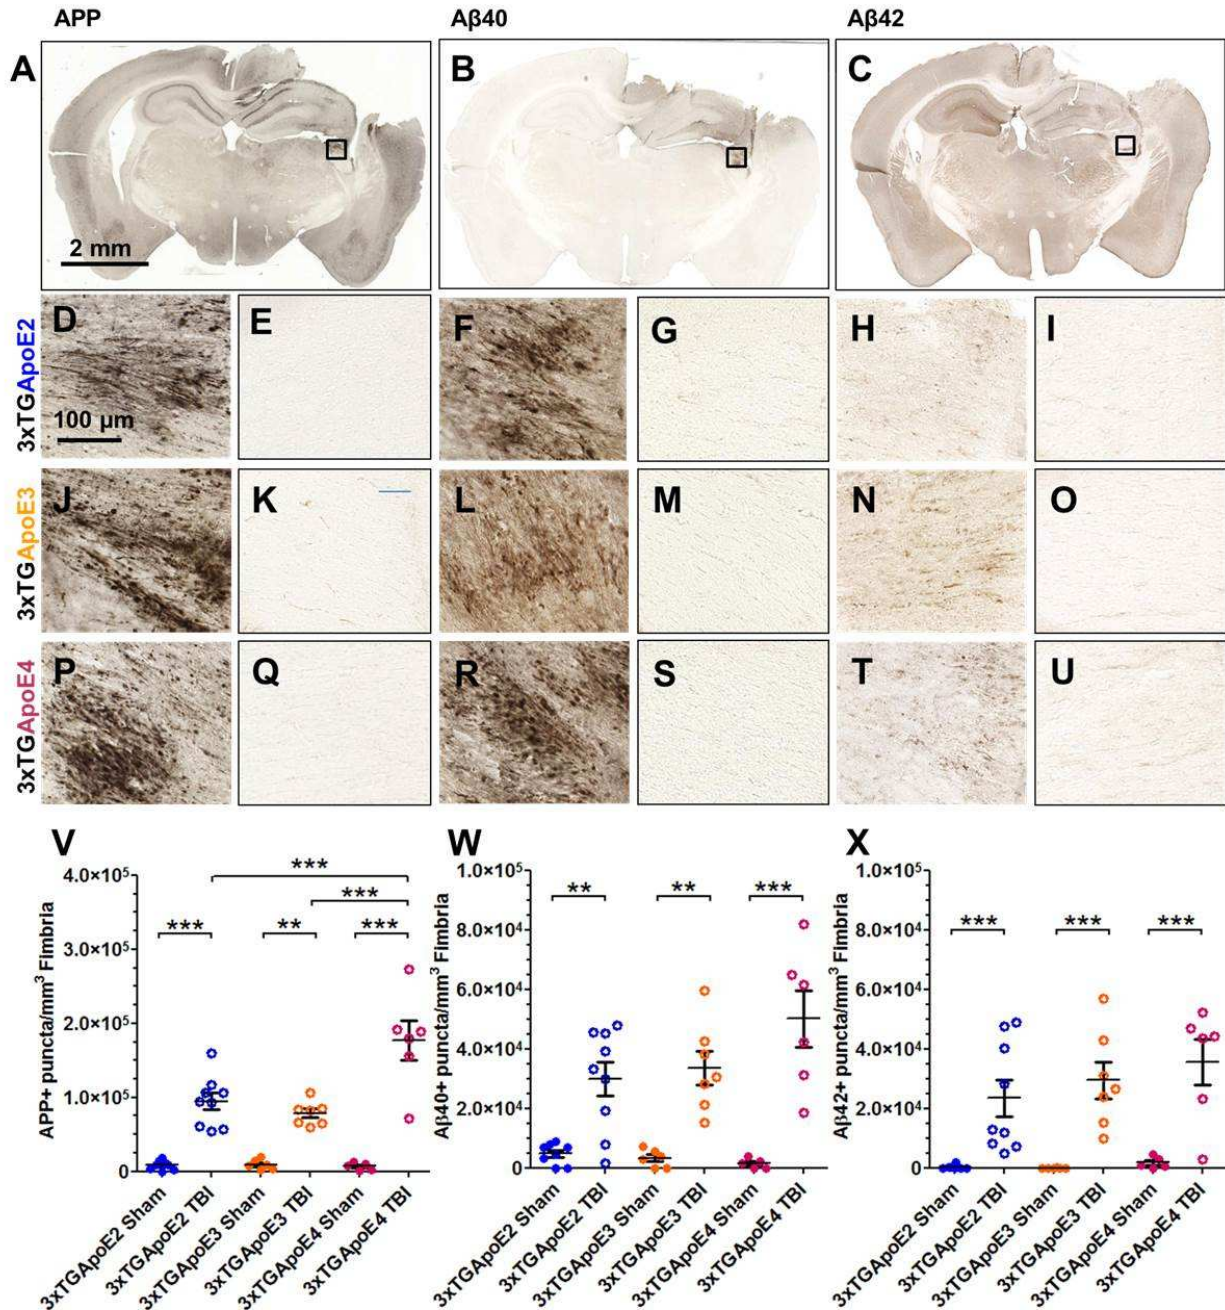 APP Aβ40 Aβ42
A B C
2 mm
3xTGApoE2
D E F G H I
100 µm
3xTGApoE3
J K L M N O
3xTGApoE4
P Q R S T U
V W X
APP+ puncta/mm³ Fimbria
4.0×10⁵
3.0×10⁵
2.0×10⁵
1.0×10⁵
0
***
***
*** ** ***
3xTGApoE2 Sham
3xTGApoE2 TBI
3xTGApoE3 Sham
3xTGApoE3 TBI
3xTGApoE4 Sham
3xTGApoE4 TBI
Aβ40+ puncta/mm³ Fimbria
1.0×10⁵
8.0×10⁴
6.0×10⁴
4.0×10⁴
2.0×10⁴
0
** ** ***
3xTGApoE2 Sham
3xTGApoE2 TBI
3xTGApoE3 Sham
3xTGApoE3 TBI
3xTGApoE4 Sham
3xTGApoE4 TBI
Aβ42+ puncta/mm³ Fimbria
1.0×10⁵
8.0×10⁴
6.0×10⁴
4.0×10⁴
2.0×10⁴
0
*** *** ***
3xTGApoE2 Sham
3xTGApoE2 TBI
3xTGApoE3 Sham
3xTGApoE3 TBI
3xTGApoE4 Sham
3xTGApoE4 TBI